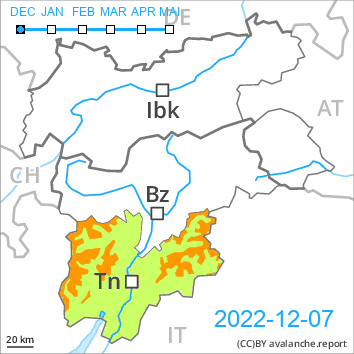 DEC JAN FEB MAR APR MAI
DE
Ibk
AT
CH
Bz
Tn
2022-12-07
IT
20 km
(CC)BY avalanche.report